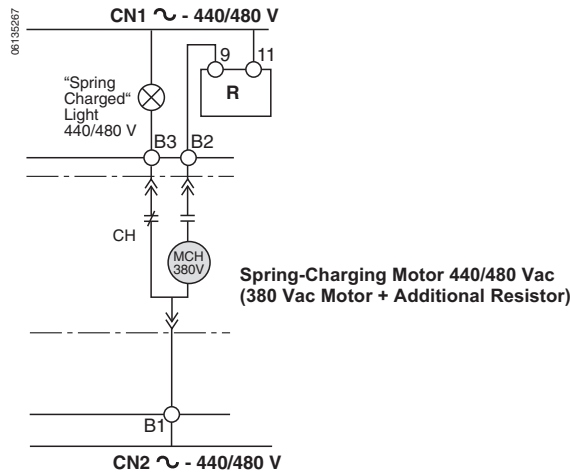 06135267
CN1 ∿ - 440/480 V
9
11
R
“Spring
Charged“
Light
440/480 V
B3
B2
CH
MCH
380V
Spring-Charging Motor 440/480 Vac
(380 Vac Motor + Additional Resistor)
B1
CN2 ∿ - 440/480 V